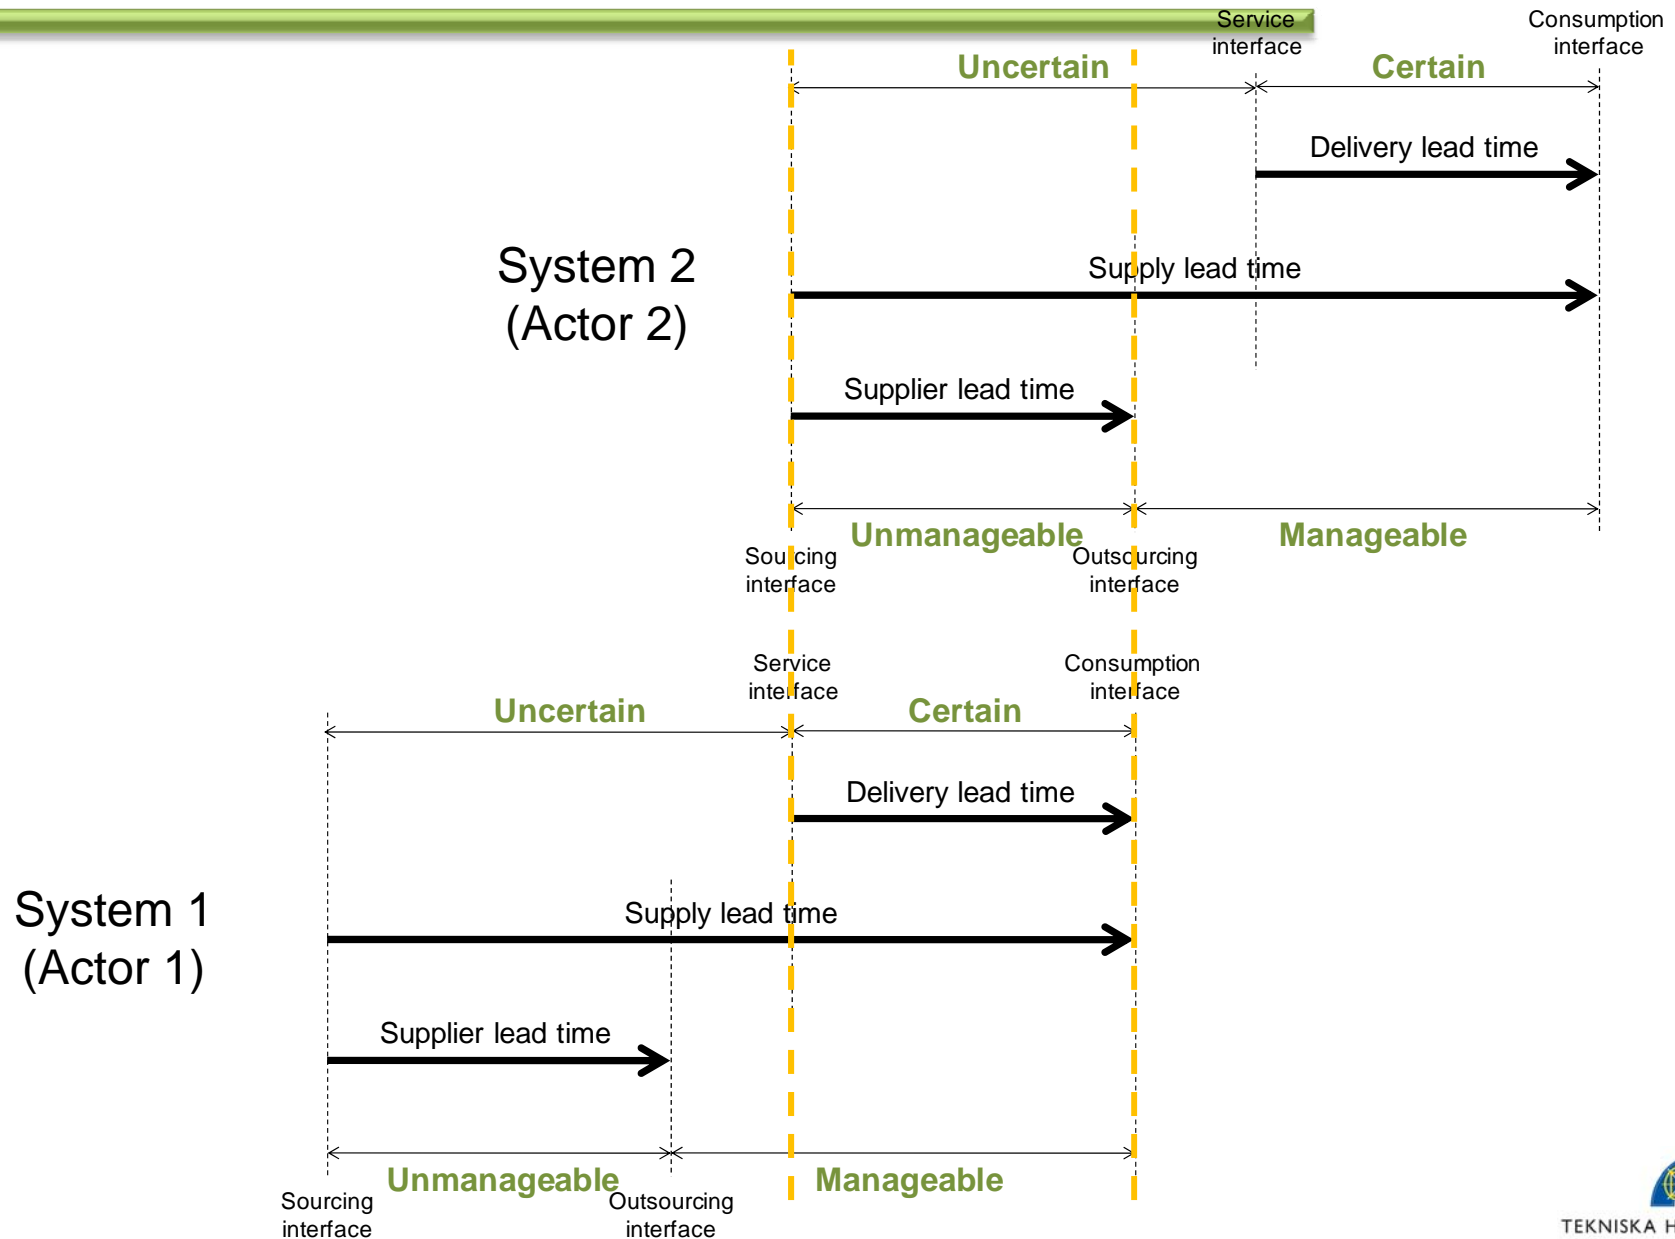 Service
interface
Consumption
interface
Uncertain
Certain
Delivery lead time
System 2
(Actor 2)
Supply lead time
Supplier lead time
Unmanageable
Manageable
Sourcing
interface
Outsourcing
interface
Service
interface
Consumption
interface
Uncertain
Certain
Delivery lead time
System 1
(Actor 1)
Supply lead time
Supplier lead time
Unmanageable
Manageable
Sourcing
interface
Outsourcing
interface
TEKNISKA